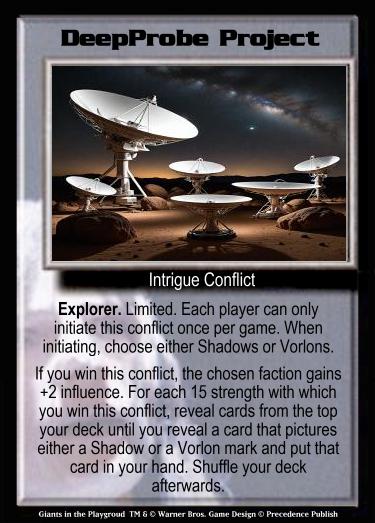 DeepProbe Project
Intrigue Conflict
Explorer. Limited. Each player can only
initiate this conflict once per game. When
initiating, choose either Shadows or Vorlons.
If you win this conflict, the chosen faction gains
+2 influence. For each 15 strength with which
you win this conflict, reveal cards from the top
your deck until you reveal a card that pictures
either a Shadow or a Vorlon mark and put that
card in your hand. Shuffle your deck
afterwards.
Giants in the Playgroud TM & © Warner Bros. Game Design © Precedence Publish